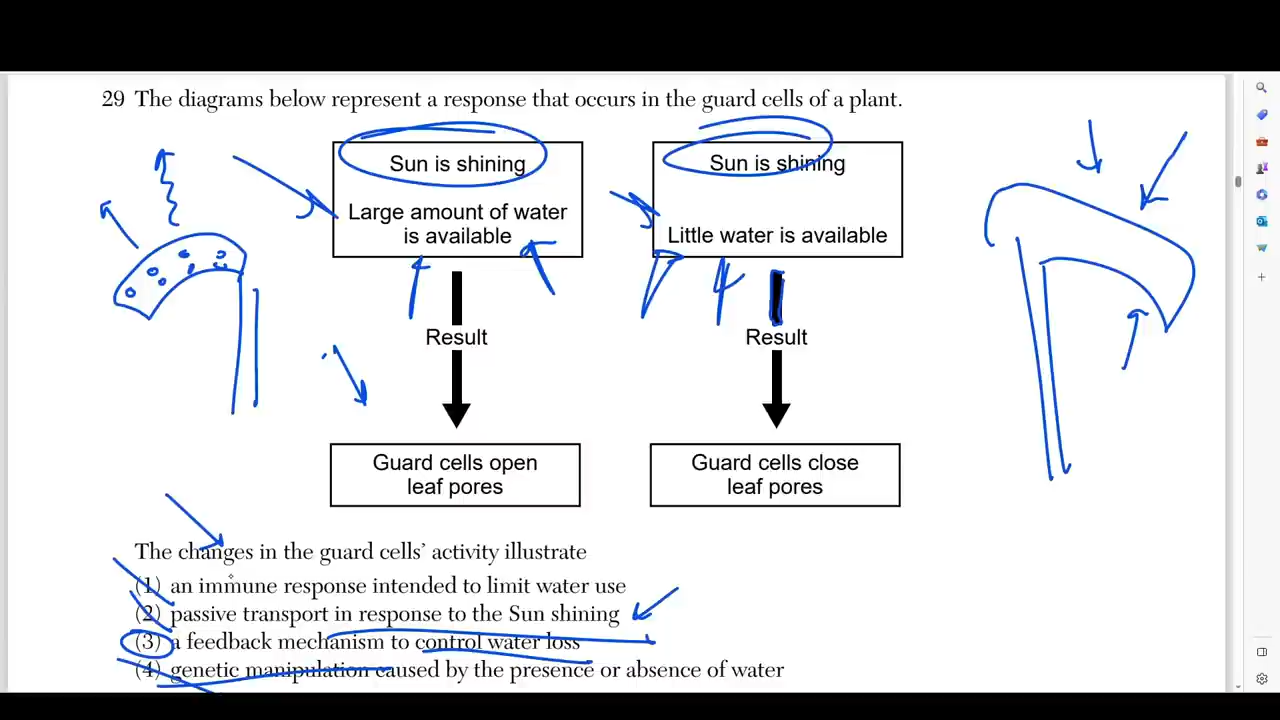 29 The diagrams below represent a response that occurs in the guard cells of a plant.
Sun is shining
Large amount of water
is available
Result
Guard cells open
leaf pores
Sun is shining
Little water is available
Result
Guard cells close
leaf pores
The changes in the guard cells’ activity illustrate
(1) an immune response intended to limit water use
(2) passive transport in response to the Sun shining
(3) a feedback mechanism to control water loss
(4) genetic manipulation caused by the presence or absence of water